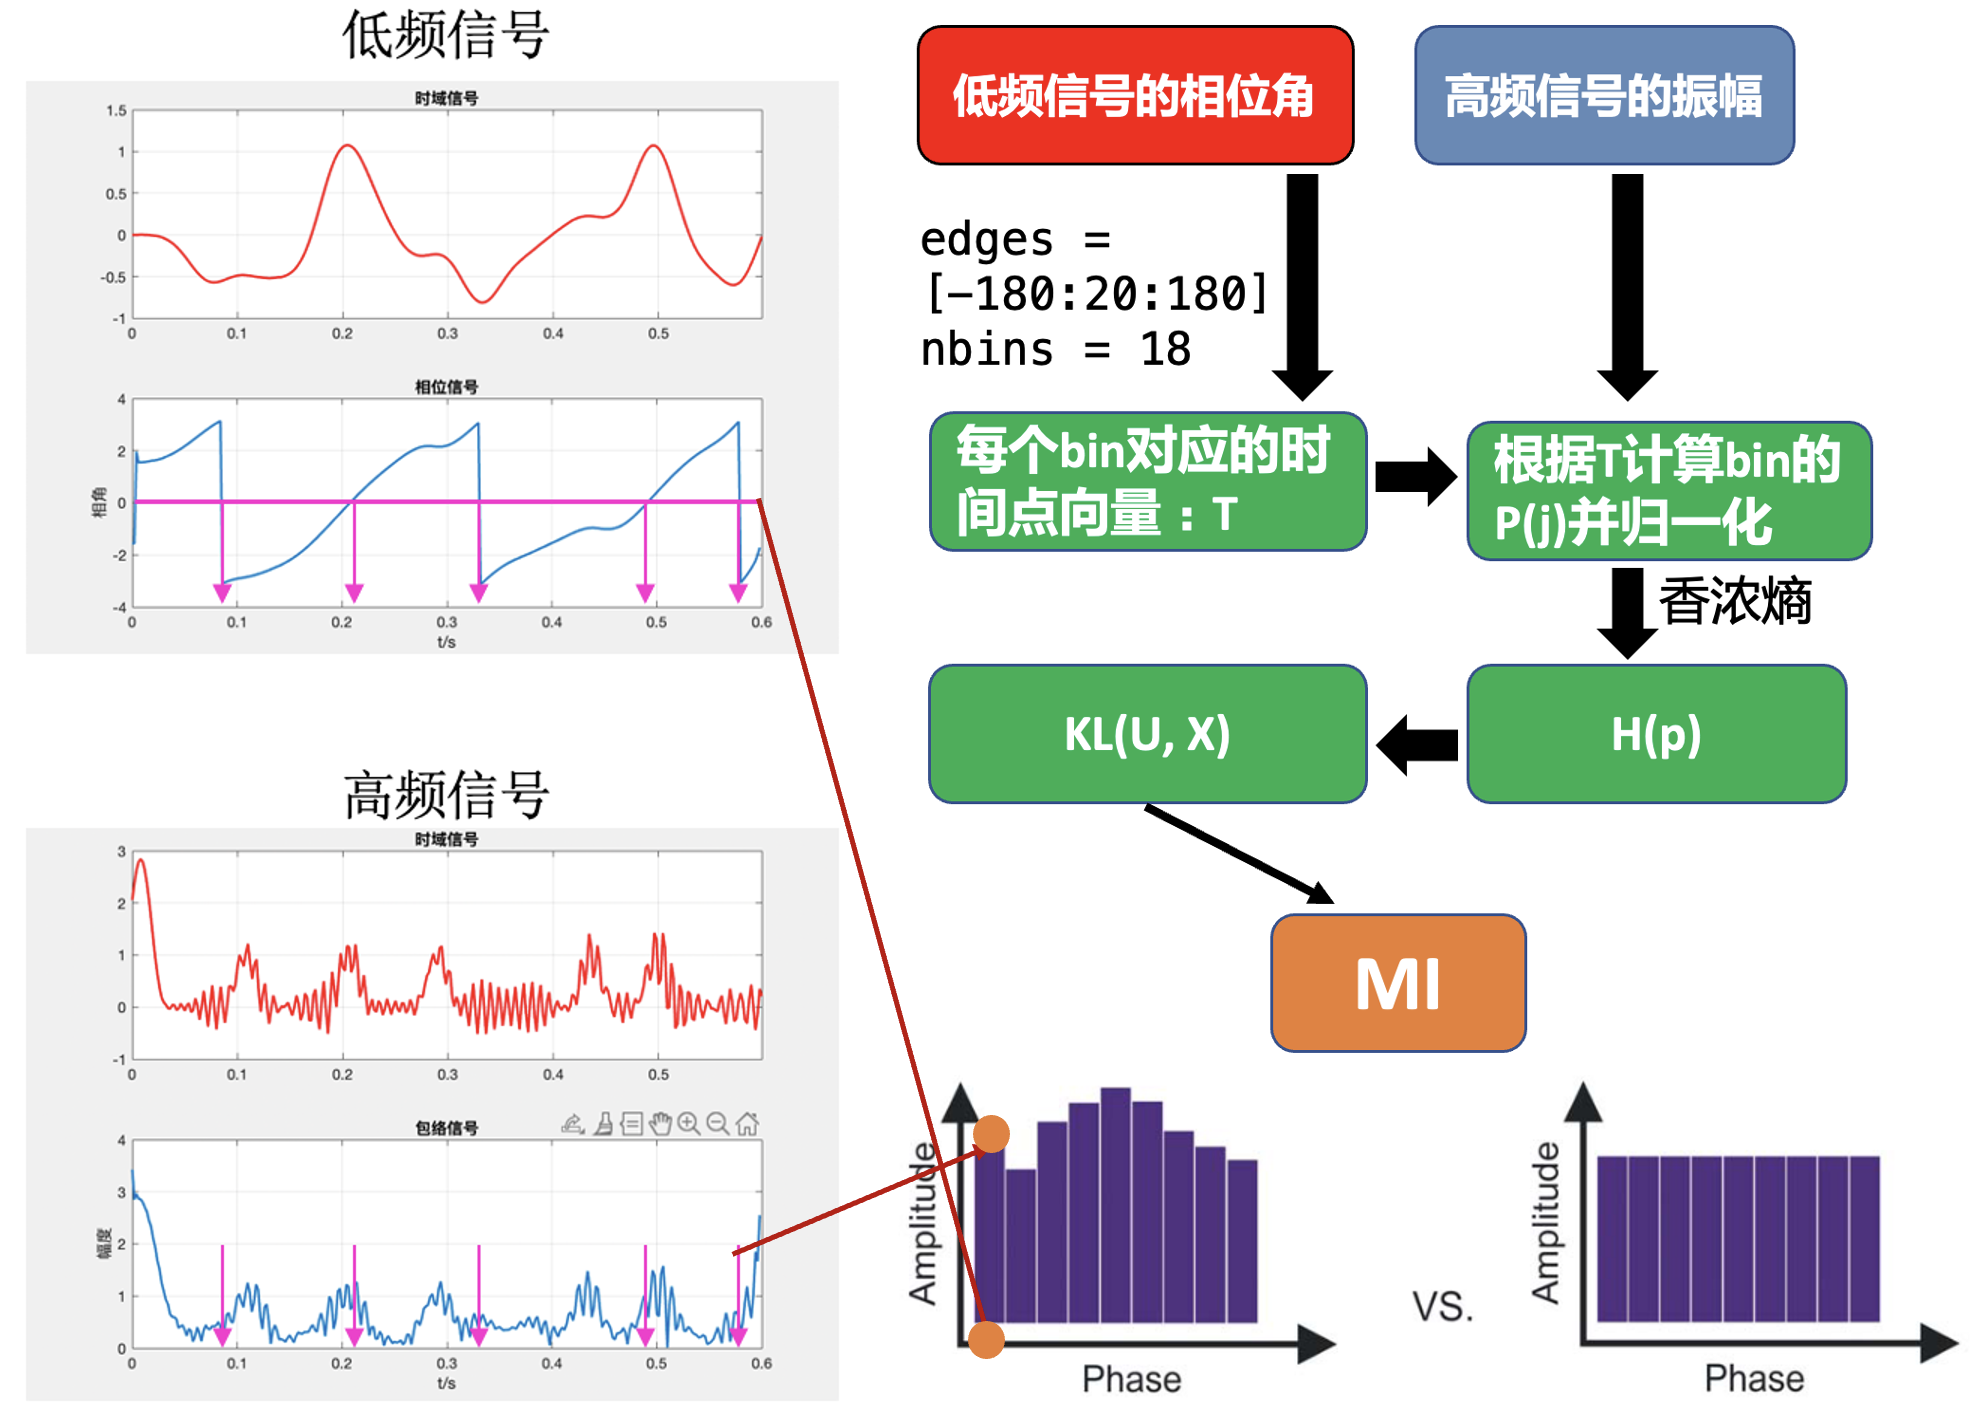 低频信号
时域信号
1.5
1
0.5
0
-0.5
-1
0 0.1 0.2 0.3 0.4 0.5
相位信号
4
2
0
-2
-4
相角
0 0.1 0.2 0.3 0.4 0.5 0.6
t/s
高频信号
时域信号
3
2
1
0
-1
0 0.1 0.2 0.3 0.4 0.5
包络信号
4
3
2
1
0
幅度
0 0.1 0.2 0.3 0.4 0.5 0.6
t/s
低频信号的相位角
高频信号的振幅
edges =
[-180:20:180]
nbins = 18
每个bin对应的时
间点向量：T
根据T计算bin的
P(j)并归一化
香浓熵
H(p)
KL(U, X)
MI
Amplitude
Phase
VS.
Amplitude
Phase